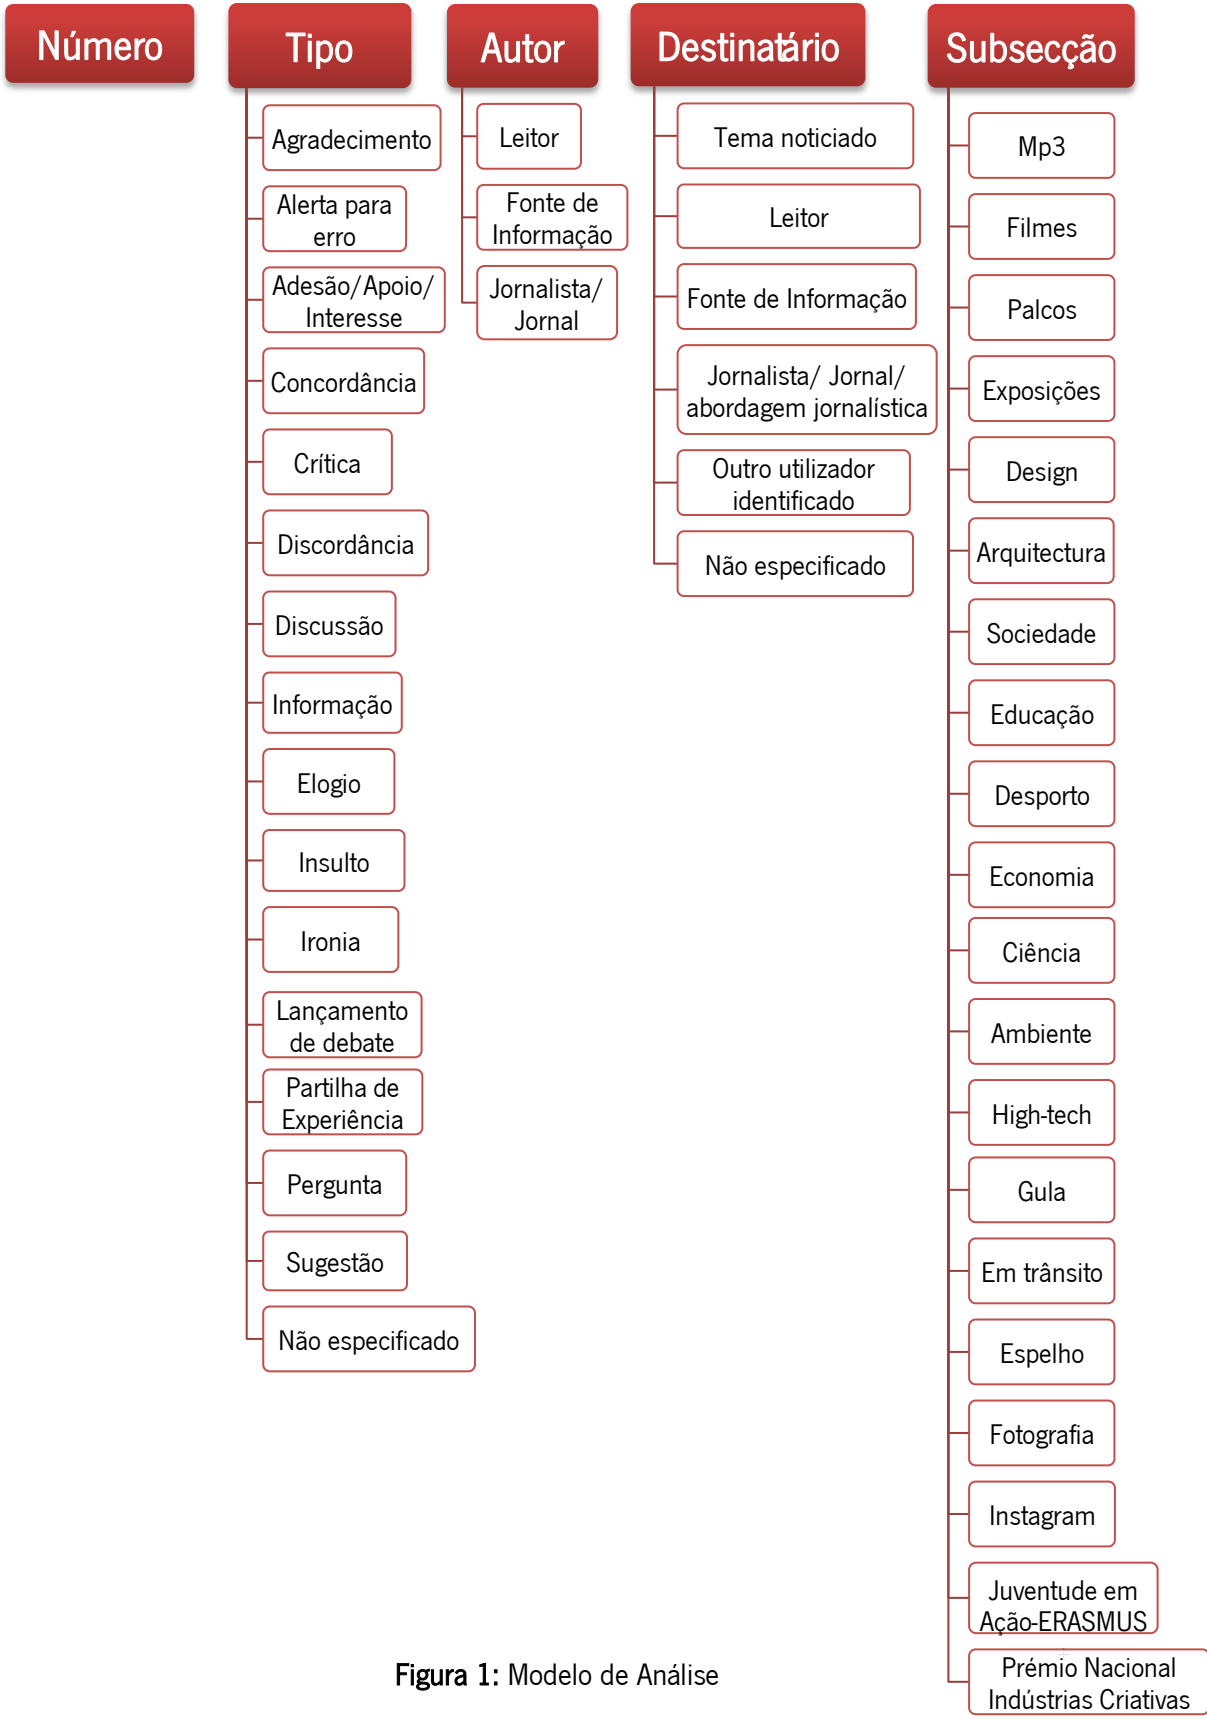 Número
Tipo
Agradecimento
Alerta para
erro
Adesão/Apoio/
Interesse
Concordância
Crítica
Discordância
Discussão
Informação
Elogio
Insulto
Ironia
Lançamento
de debate
Partilha de
Experiência
Pergunta
Sugestão
Não especificado
Autor
Leitor
Fonte de
Informação
Jornalista/
Jornal
Destinatário
Tema noticiado
Leitor
Fonte de Informação
Jornalista/ Jornal/
abordagem jornalística
Outro utilizador
identificado
Não especificado
Subsecção
Mp3
Filmes
Palcos
Exposições
Design
Arquitectura
Sociedade
Educação
Desporto
Economia
Ciência
Ambiente
High-tech
Gula
Em trânsito
Espelho
Fotografia
Instagram
Juventude em
Ação-ERASMUS
+
Prémio Nacional
Indústrias Criativas
Figura 1: Modelo de Análise